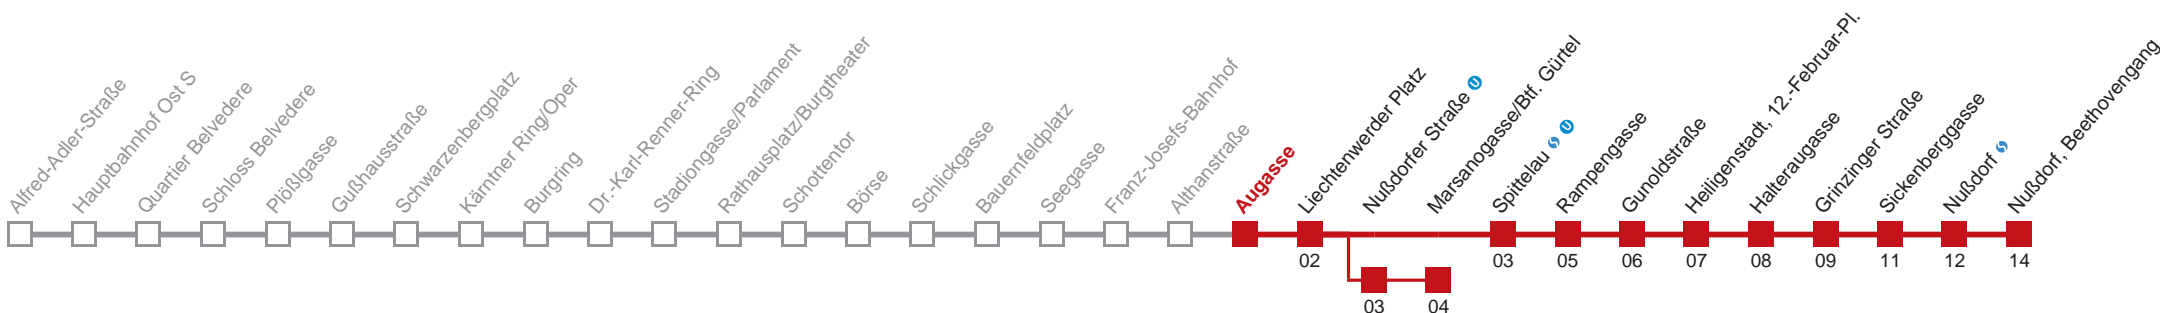 Alfred-Adler-Straße
Hauptbahnhof Ost S
Quartier Belvedere
Schloss Belvedere
Plößlgasse
Gußhausstraße
Schwarzenbergplatz
Kärntner Ring/Oper
Burgring
Dr.-Karl-Renner-Ring
Stadiongasse/Parlament
Rathausplatz/Burgtheater
Schottentor
Börse
Schlickgasse
Bauernfeldplatz
Seegasse
Franz-Josefs-Bahnhof
Althanstraße
Augasse
Liechtenwerder Platz
Nußdorfer Straße U
Marsanogasse/Btf. Gürtel
Spittelau S U
Rampengasse
Gunoldstraße
Heiligenstadt, 12.-Februar-Pl.
Halteraugasse
Grinzinger Straße
Sickenberggasse
Nußdorf S
Nußdorf, Beethovengang
02 03 05 06 07 08 09 11 12 14
03 04